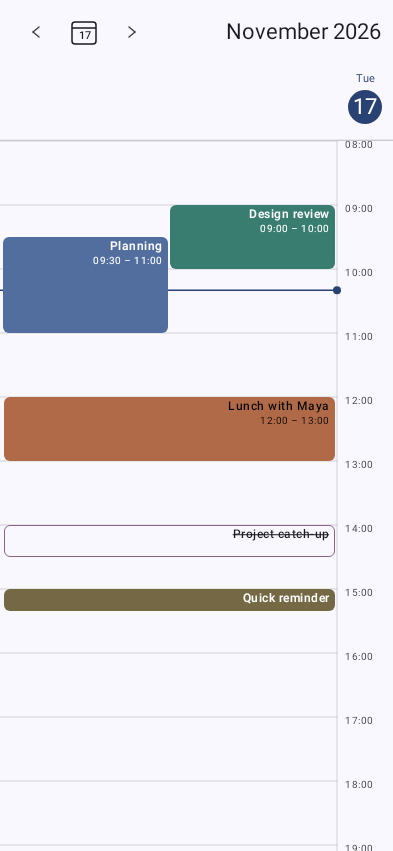 17
November 2026
Tue
17
08:00
09:00
Design review
09:00 – 10:00
Planning
09:30 – 11:00
10:00
11:00
12:00
Lunch with Maya
12:00 – 13:00
13:00
14:00
Project catch-up
15:00
Quick reminder
16:00
17:00
18:00
19:00